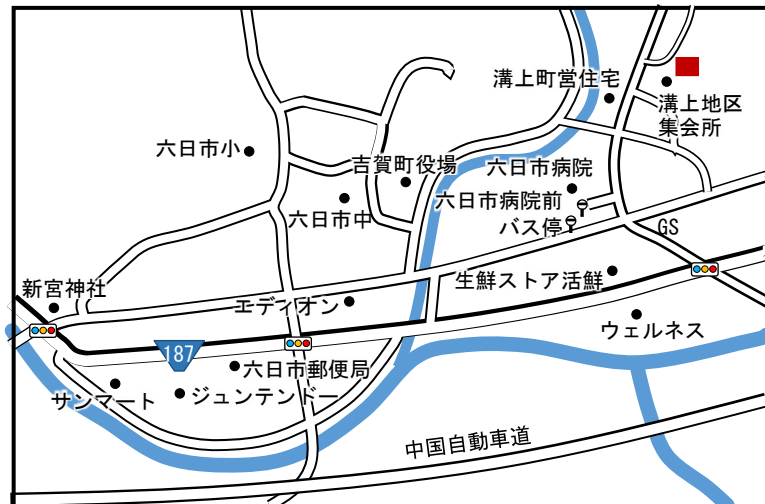 溝上町営住宅
溝上地区
集会所
六日市小
吉賀町役場
六日市病院
六日市病院前
バス停
六日市中
GS
生鮮ストア活鮮
新宮神社
エディオン
ウェルネス
187
六日市郵便局
サンマート
ジュンテンドー
中国自動車道